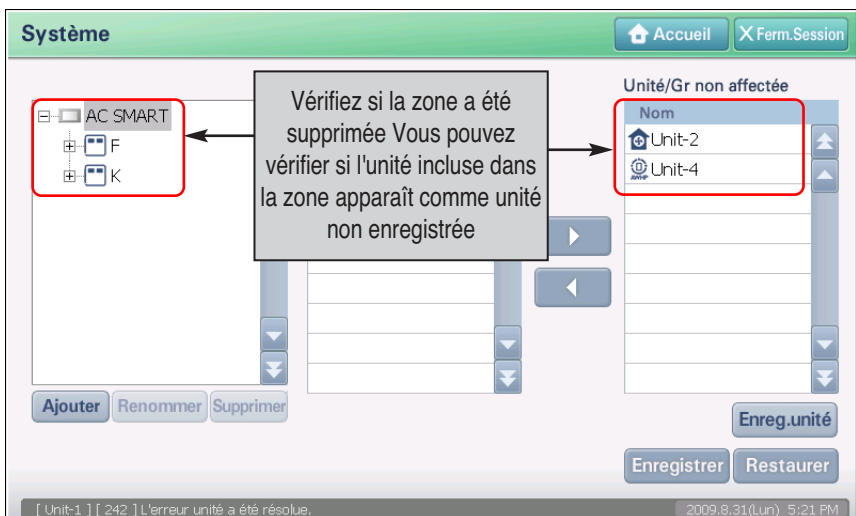 Système
Accueil
X Ferm.Session
AC SMART
F
K
Vérifiez si la zone a été
supprimée Vous pouvez
vérifier si l'unité incluse dans
la zone apparaît comme unité
non enregistrée
Unité/Gr non affectée
Nom
Unit-2
AWHP Unit-4
Ajouter
Renommer
Supprimer
Enreg.unité
Enregistrer
Restaurer
[ Unit-1 ] [ 242 ] L'erreur unité a été résolue.
2009.8.31(Lun) 5:21 PM